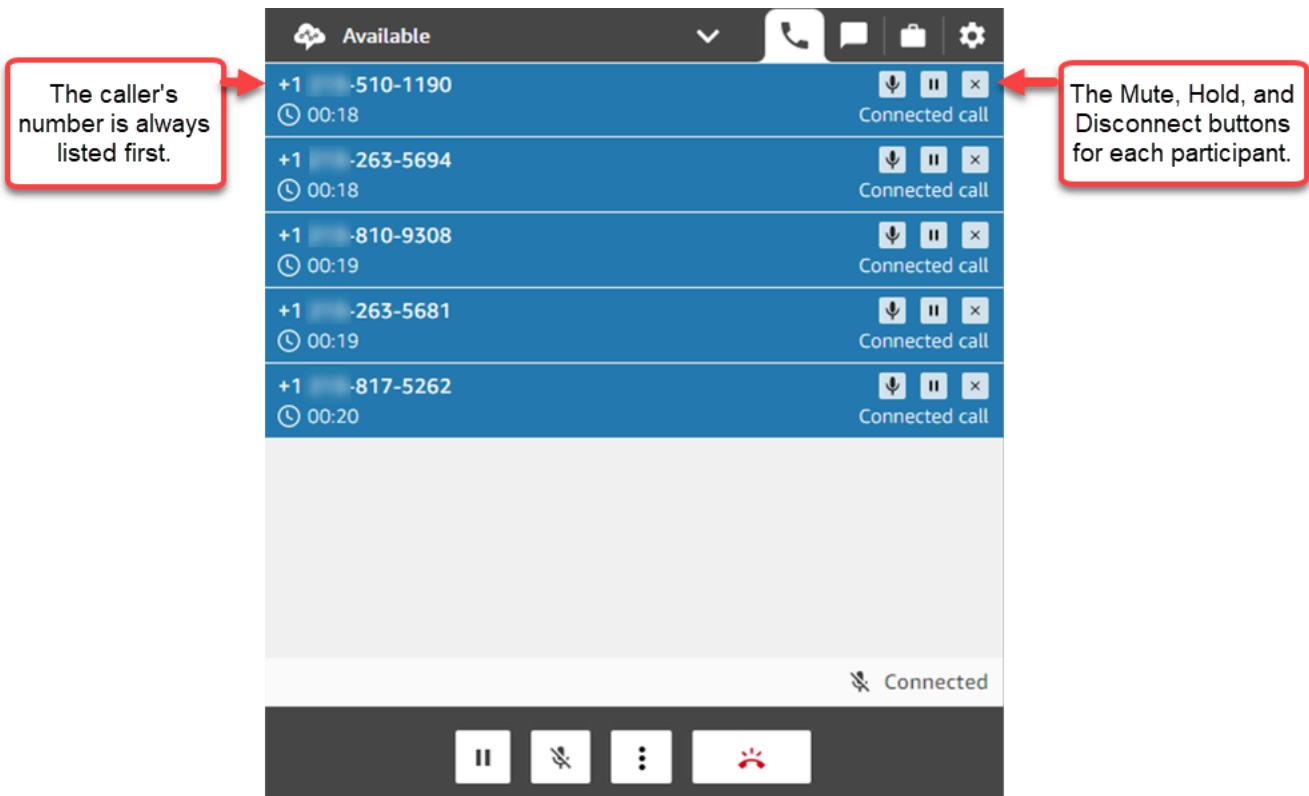 Available
The caller's
number is always
listed first.
+1 -510-1190
00:18
Connected call
The Mute, Hold, and
Disconnect buttons
for each participant.
+1 -263-5694
00:18
Connected call
+1 -810-9308
00:19
Connected call
+1 -263-5681
00:19
Connected call
+1 -817-5262
00:20
Connected call
Connected